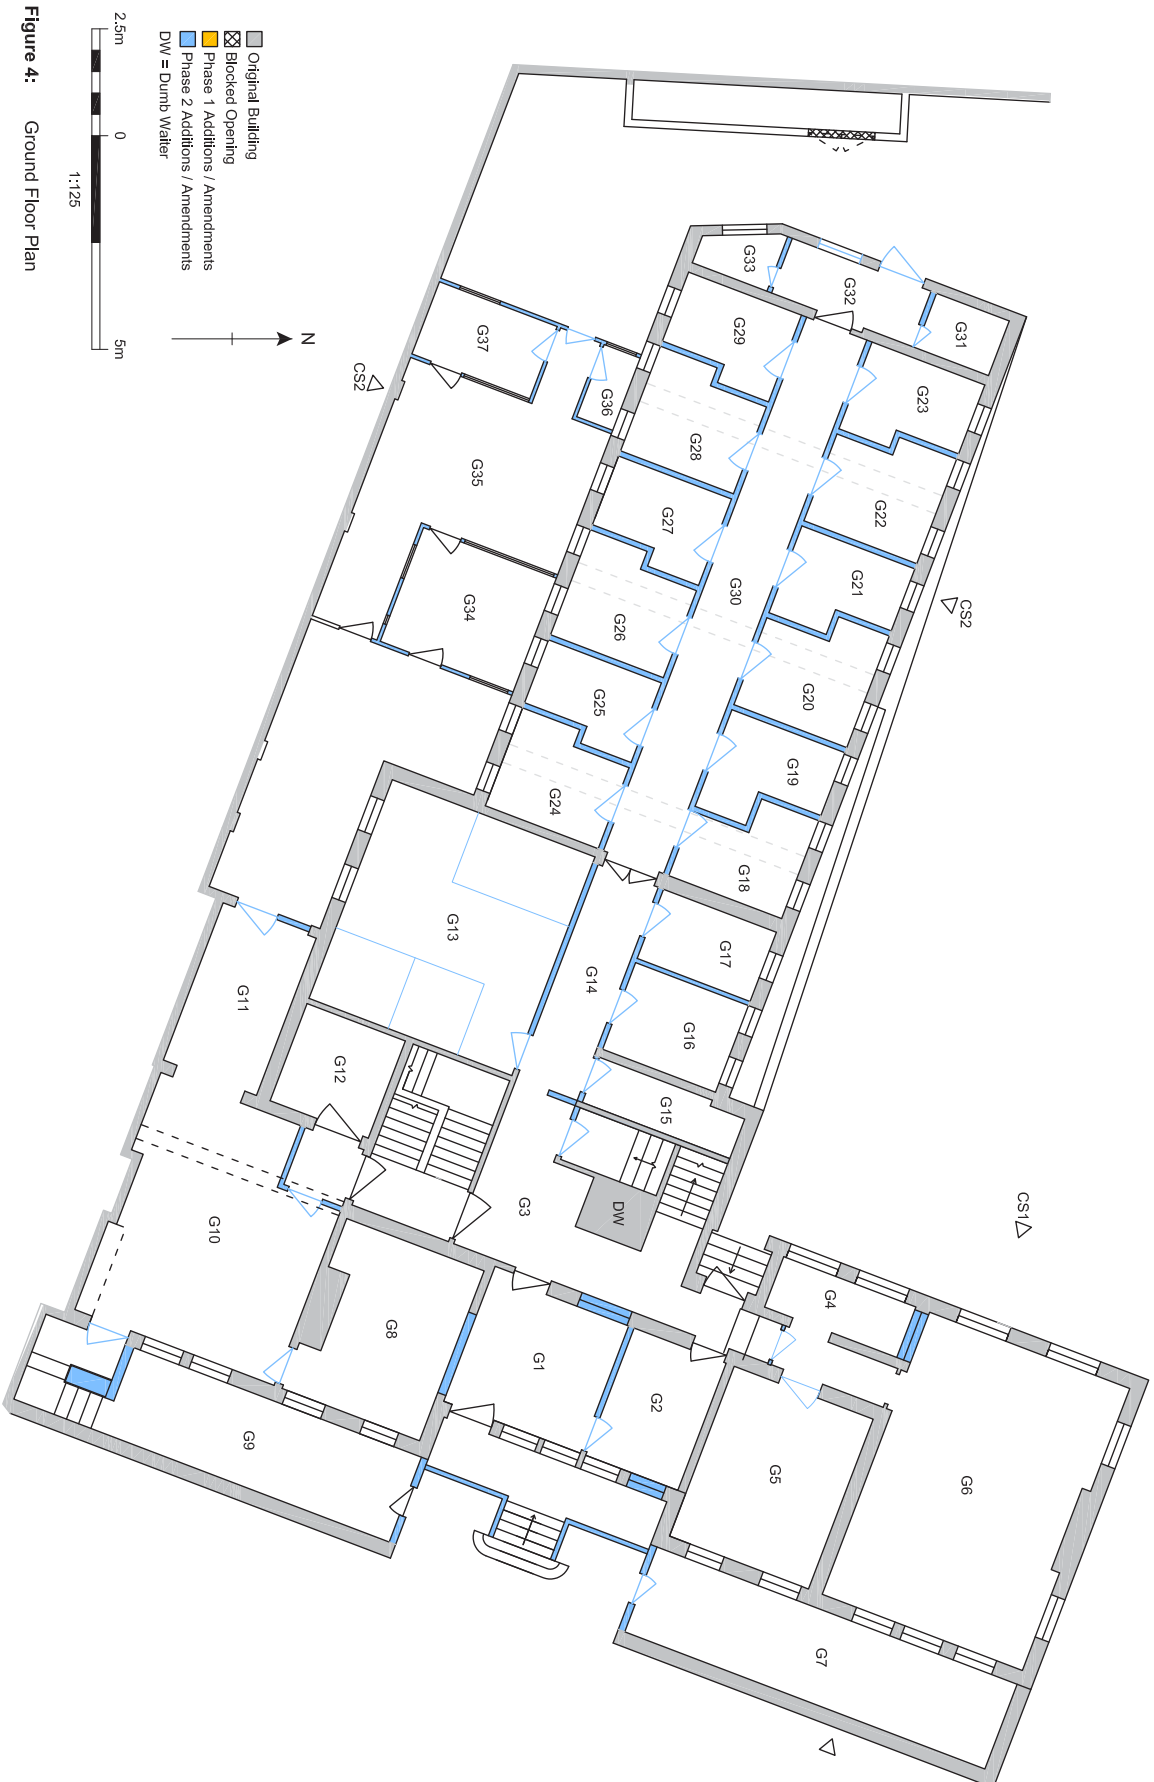 Original Building
Blocked Opening
Phase 1 Additions / Amendments
Phase 2 Additions / Amendments
DW = Dumb Waiter
2.5m 0 5m
1:125
Figure 4: Ground Floor Plan
N
CS2
CS2
CS1
G33
G32
G31
G29
G23
G37
G36
G28
G22
G35
G27
G21
G30
G34
G26
G20
G25
G19
G24
G18
G13
G17
G14
G16
G11
G12
G15
G10
G3
DW
G4
G8
G1
G2
G9
G5
G6
G7